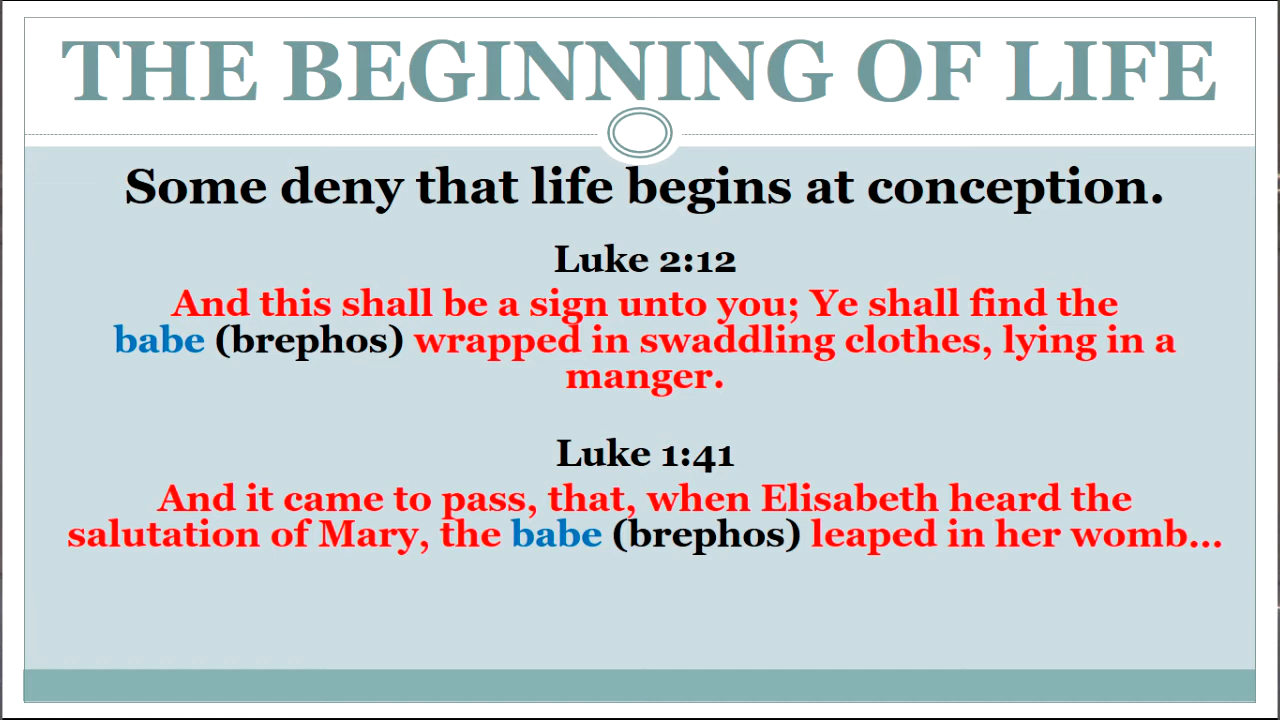 THE BEGINNING OF LIFE
Some deny that life begins at conception.
Luke 2:12
And this shall be a sign unto you; Ye shall find the
babe (brephos) wrapped in swaddling clothes, lying in a
manger.
Luke 1:41
And it came to pass, that, when Elisabeth heard the
salutation of Mary, the babe (brephos) leaped in her womb...